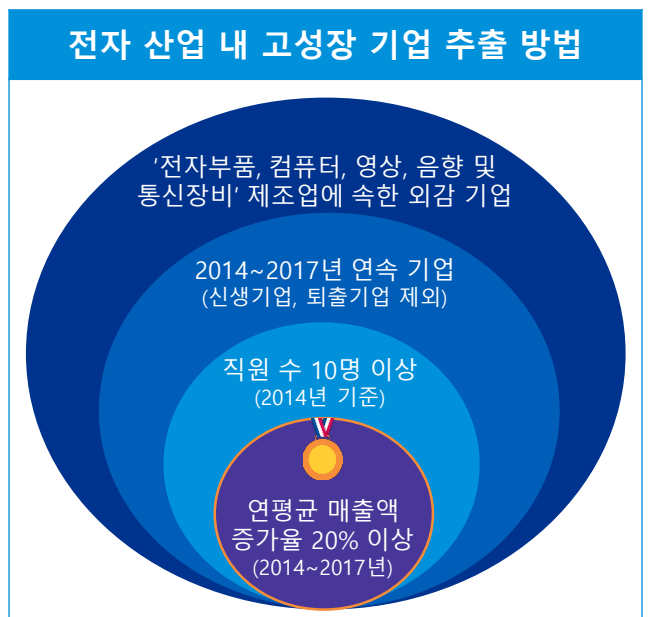 전자 산업 내 고성장 기업 추출 방법
'전자부품, 컴퓨터, 영상, 음향 및
통신장비' 제조업에 속한 외감 기업
2014~2017년 연속 기업
(신생기업, 퇴출기업 제외)
직원 수 10명 이상
(2014년 기준)
연평균 매출액
증가율 20% 이상
(2014~2017년)